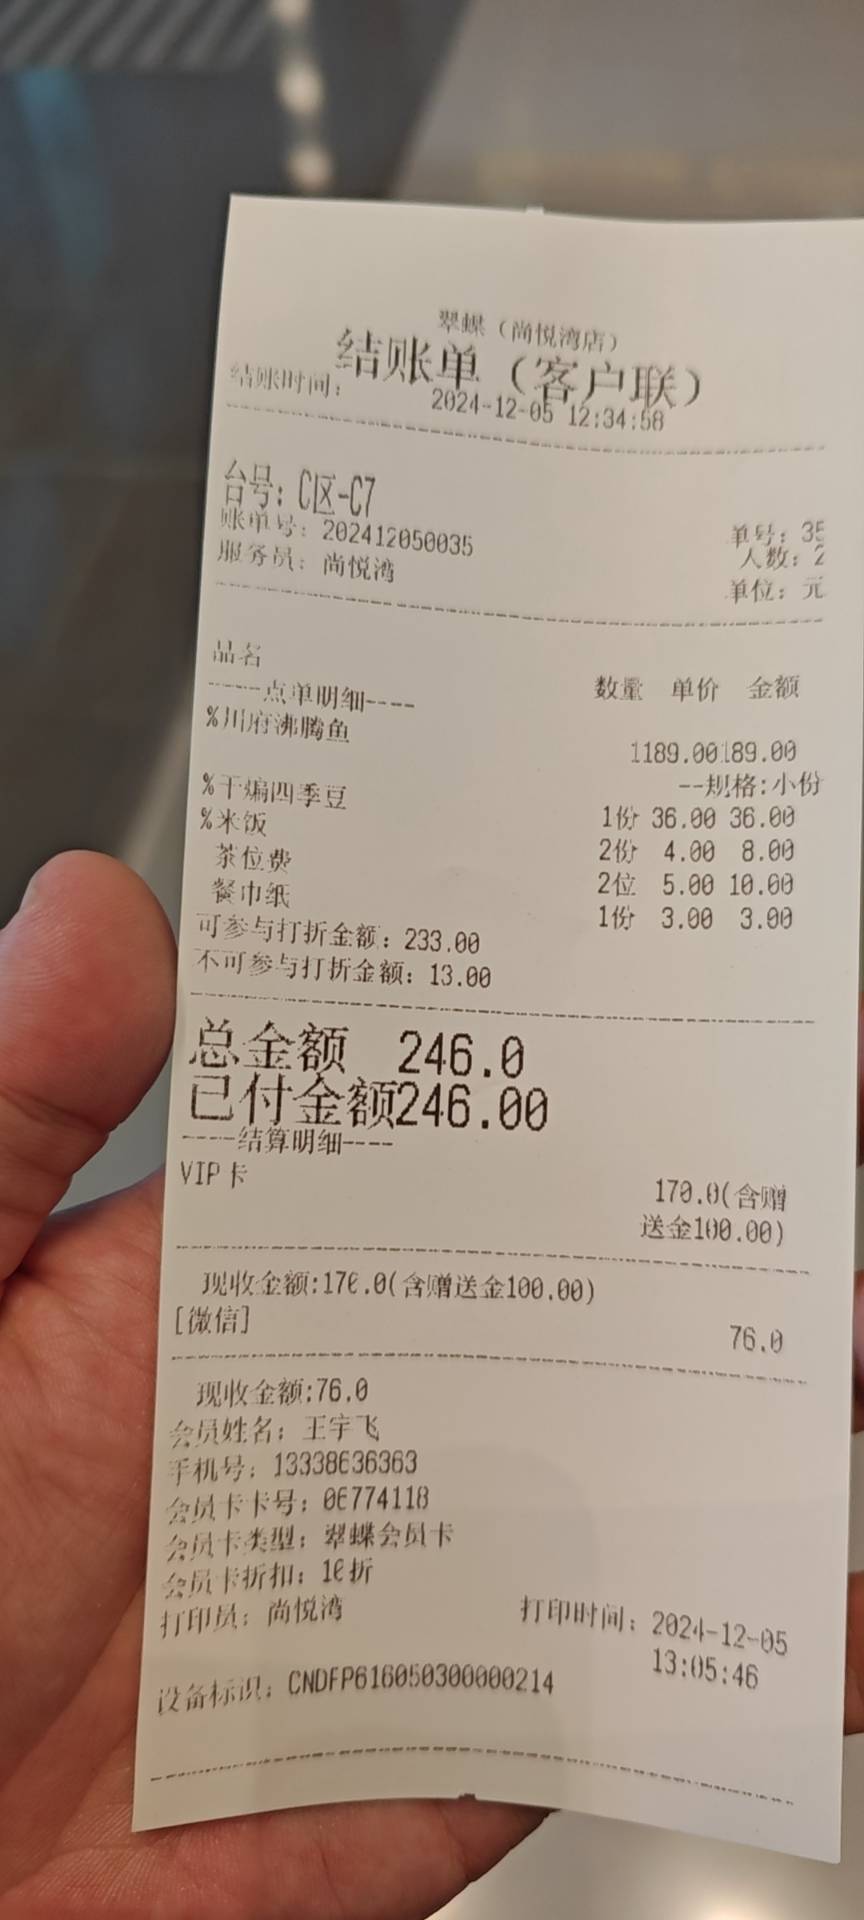 翠蝶（尚悦湾店）
结账单（客户联）
结账时间： 2024-12-05 12:34:58
台号：C区-C7
账单号：202412050035 单号：35
服务员：尚悦湾 人数：2
单位：元
品名 数量 单价 金额
-----点单明细----
%川府沸腾鱼 1189.00189.00
--规格:小份
%干煸四季豆 1份 36.00 36.00
%米饭 2份 4.00 8.00
茶位费 2位 5.00 10.00
餐巾纸 1份 3.00 3.00
可参与打折金额：233.00
不可参与打折金额：13.00
总金额 246.0
已付金额246.00
-----结算明细----
VIP卡 170.0(含赠
送金100.00)
现收金额:170.0(含赠送金100.00)
[微信] 76.0
现收金额:76.0
会员姓名：王宇飞
手机号：13338636363
会员卡卡号：06774118
会员卡类型：翠蝶会员卡
会员卡折扣：10折
打印员：尚悦湾 打印时间：2024-12-05
13:05:46
设备标识：CNDFP616050300000214